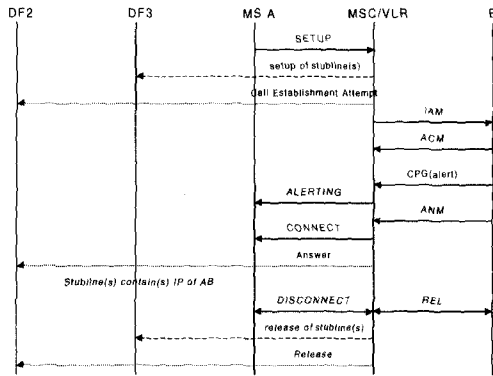 DF2 DF3 MS A MSC/VLR B
SETUP
setup of stubline(s)
Call Establishment Attempt
IAM
ACM
CPG(alert)
ALERTING
ANM
CONNECT
Answer
Stubline(s) contain(s) IP of AB
DISCONNECT REL
release of stubline(s)
Release